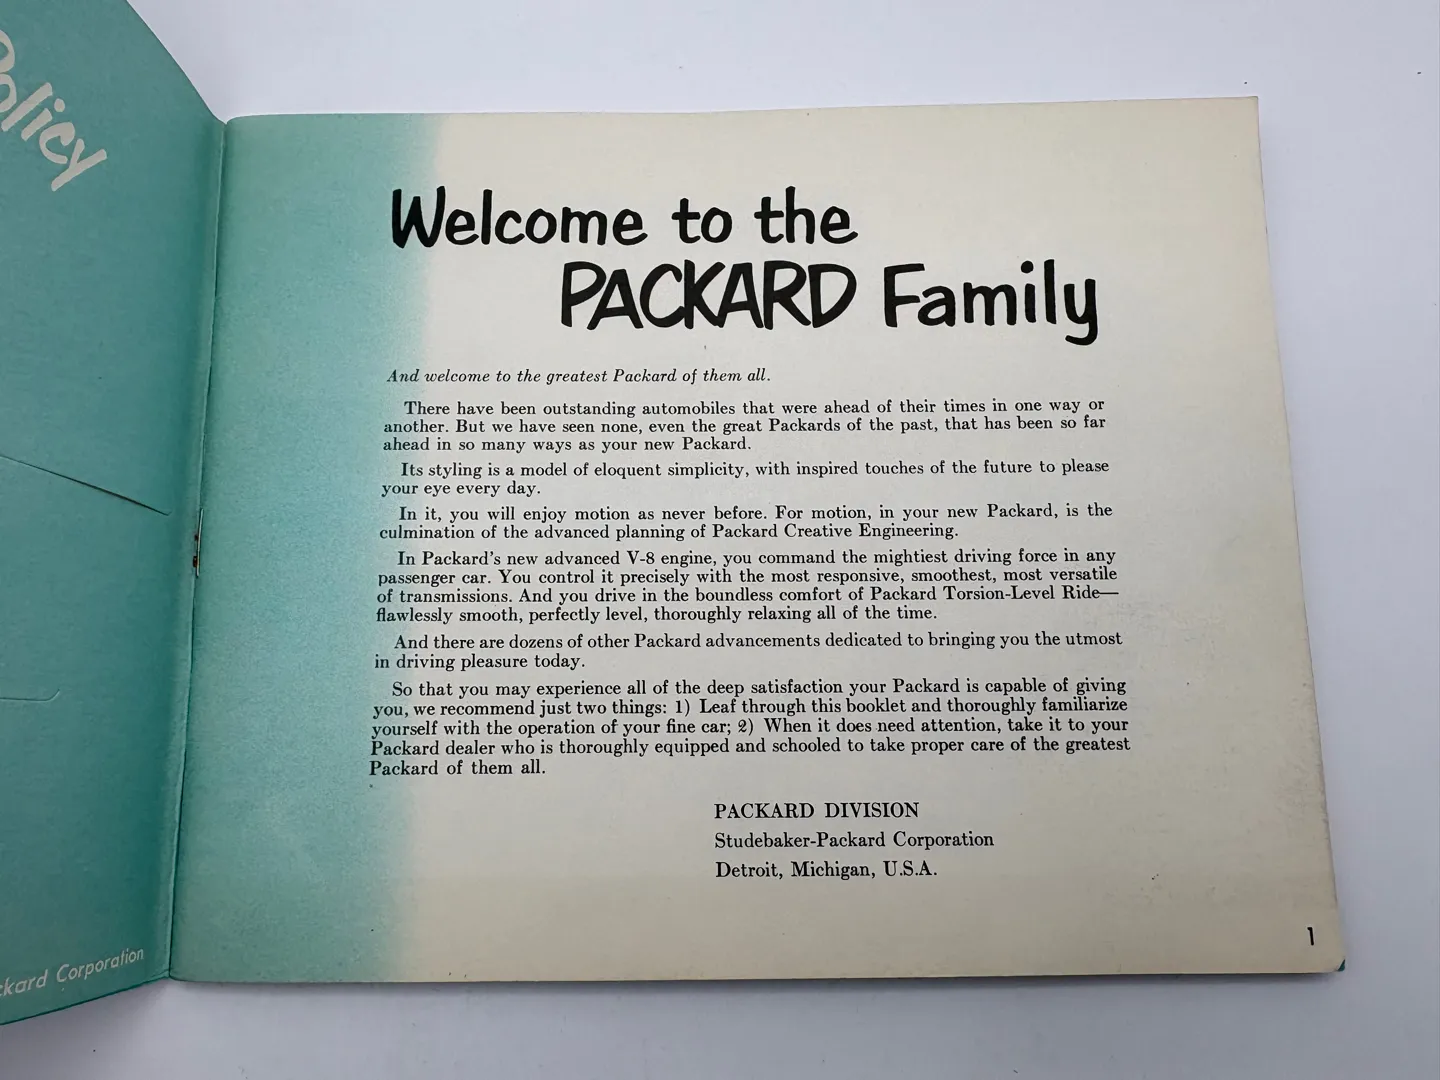 Policy
Welcome to the
PACKARD Family
And welcome to the greatest Packard of them all.
There have been outstanding automobiles that were ahead of their times in one way or
another. But we have seen none, even the great Packards of the past, that has been so far
ahead in so many ways as your new Packard.
Its styling is a model of eloquent simplicity, with inspired touches of the future to please
your eye every day.
In it, you will enjoy motion as never before. For motion, in your new Packard, is the
culmination of the advanced planning of Packard Creative Engineering.
In Packard's new advanced V-8 engine, you command the mightiest driving force in any
passenger car. You control it precisely with the most responsive, smoothest, most versatile
of transmissions. And you drive in the boundless comfort of Packard Torsion-Level Ride—
flawlessly smooth, perfectly level, thoroughly relaxing all of the time.
And there are dozens of other Packard advancements dedicated to bringing you the utmost
in driving pleasure today.
So that you may experience all of the deep satisfaction your Packard is capable of giving
you, we recommend just two things: 1) Leaf through this booklet and thoroughly familiarize
yourself with the operation of your fine car; 2) When it does need attention, take it to your
Packard dealer who is thoroughly equipped and schooled to take proper care of the greatest
Packard of them all.
PACKARD DIVISION
Studebaker-Packard Corporation
Detroit, Michigan, U.S.A.
1
ckard Corporation